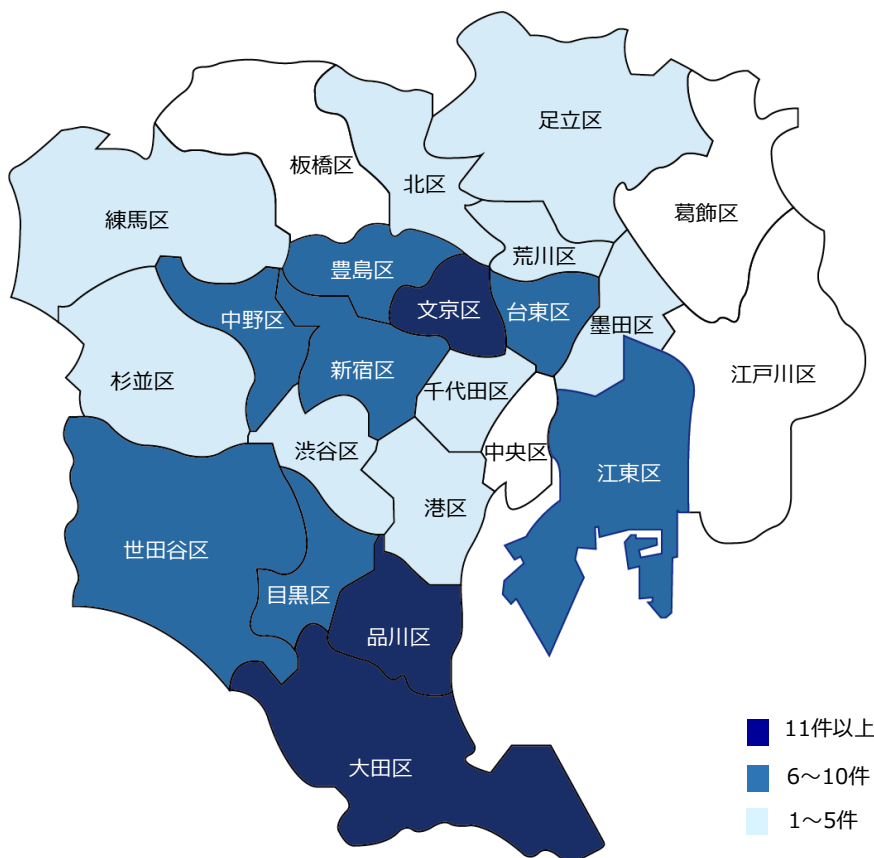 足立区
板橋区
北区
葛飾区
練馬区
荒川区
豊島区
文京区
台東区
中野区
墨田区
新宿区
杉並区
千代田区
江戸川区
渋谷区
中央区
江東区
港区
世田谷区
目黒区
品川区
大田区
11件以上
6～10件
1～5件